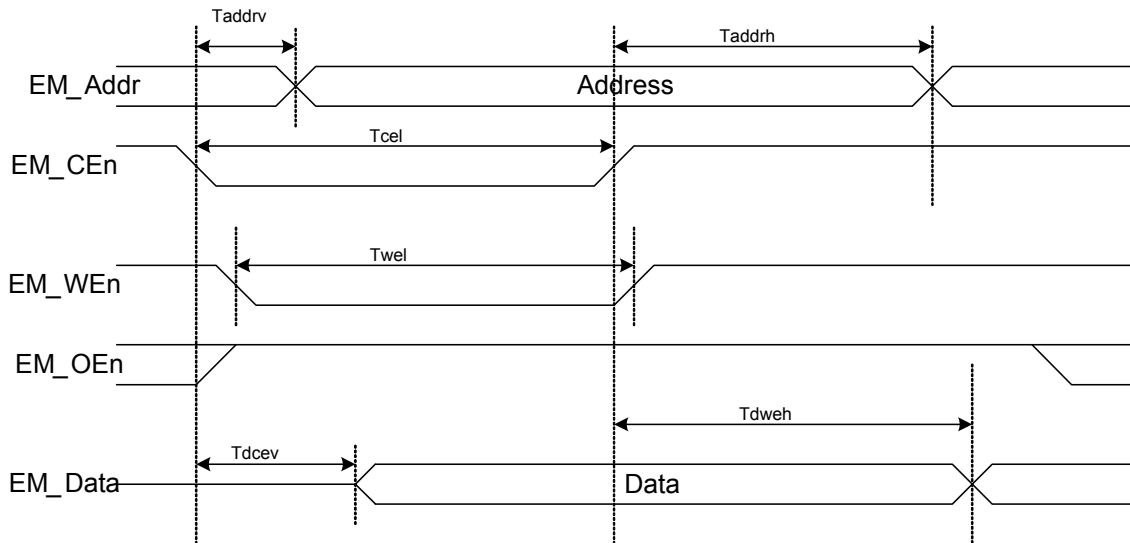 Taddrv
Taddrh
EM_Addr
Address
Tcel
EM_CEn
Twel
EM_WEn
EM_OEn
Tdweh
Tdcev
EM_Data
Data